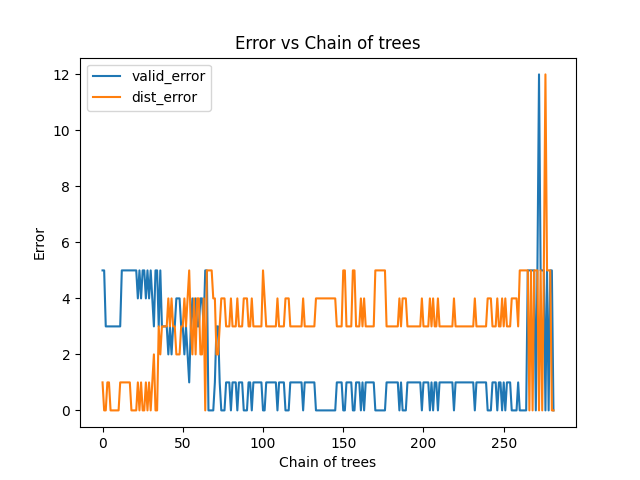 Error vs Chain of trees
valid_error
dist_error
12
10
8
6
4
2
0
Error
0 50 100 150 200 250
Chain of trees